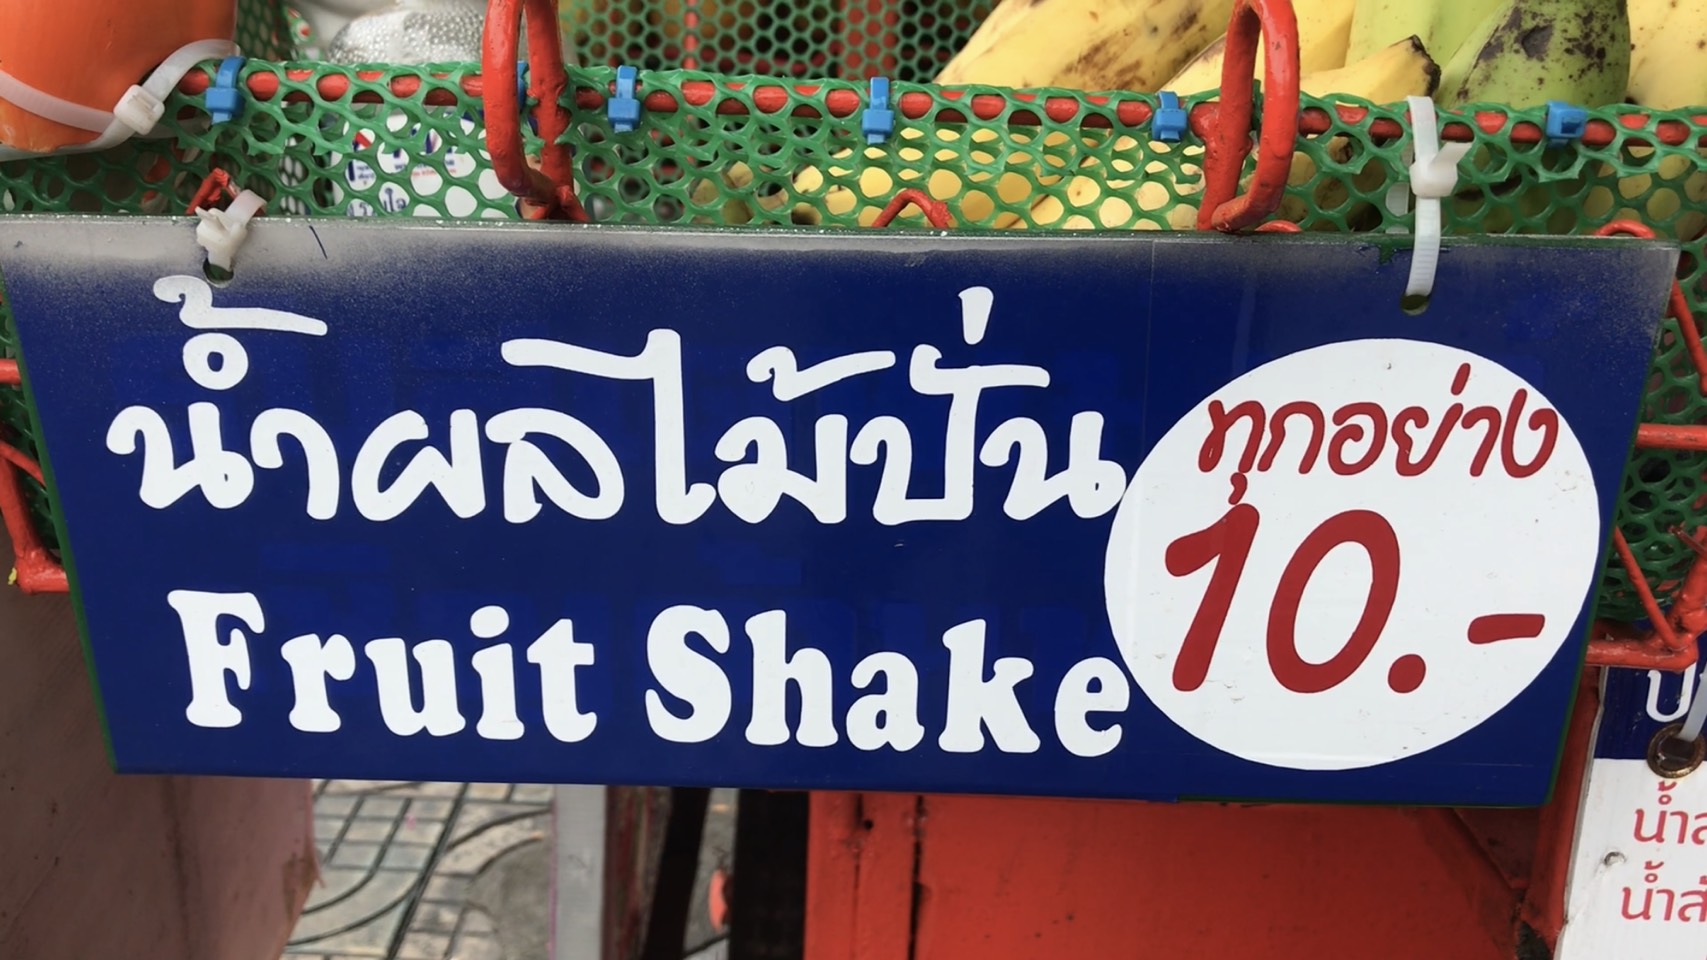 น้ำผลไม้ปั่น
Fruit Shake
ทุกอย่าง
10.-